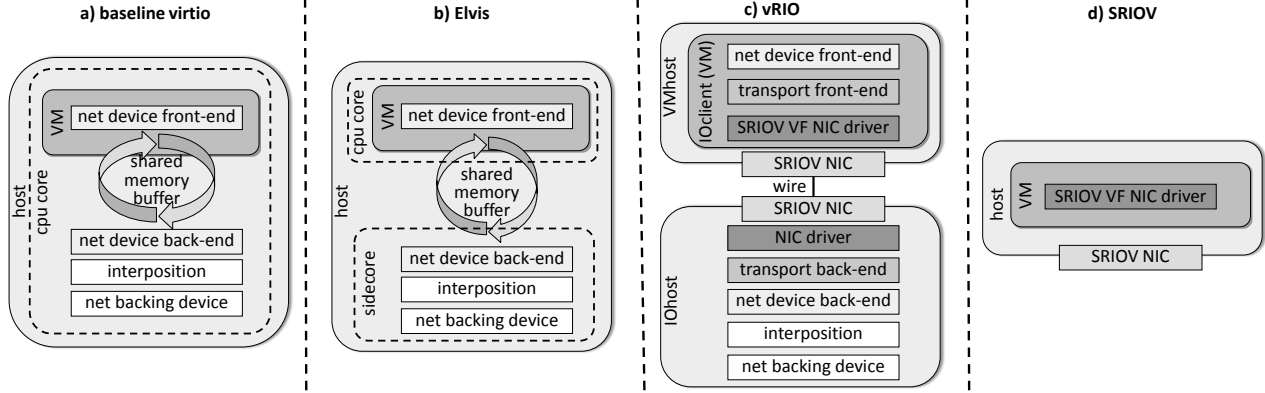 a) baseline virtio
host
cpu core
VM
net device front-end
shared
memory
buffer
net device back-end
interposition
net backing device
b) Elvis
host
cpu core
VM
net device front-end
shared
memory
buffer
sidecore
net device back-end
interposition
net backing device
c) vRIO
VMhost
IOclient (VM)
net device front-end
transport front-end
SRIOV VF NIC driver
SRIOV NIC
wire
SRIOV NIC
IOhost
NIC driver
transport back-end
net device back-end
interposition
net backing device
d) SRIOV
host
VM
SRIOV VF NIC driver
SRIOV NIC